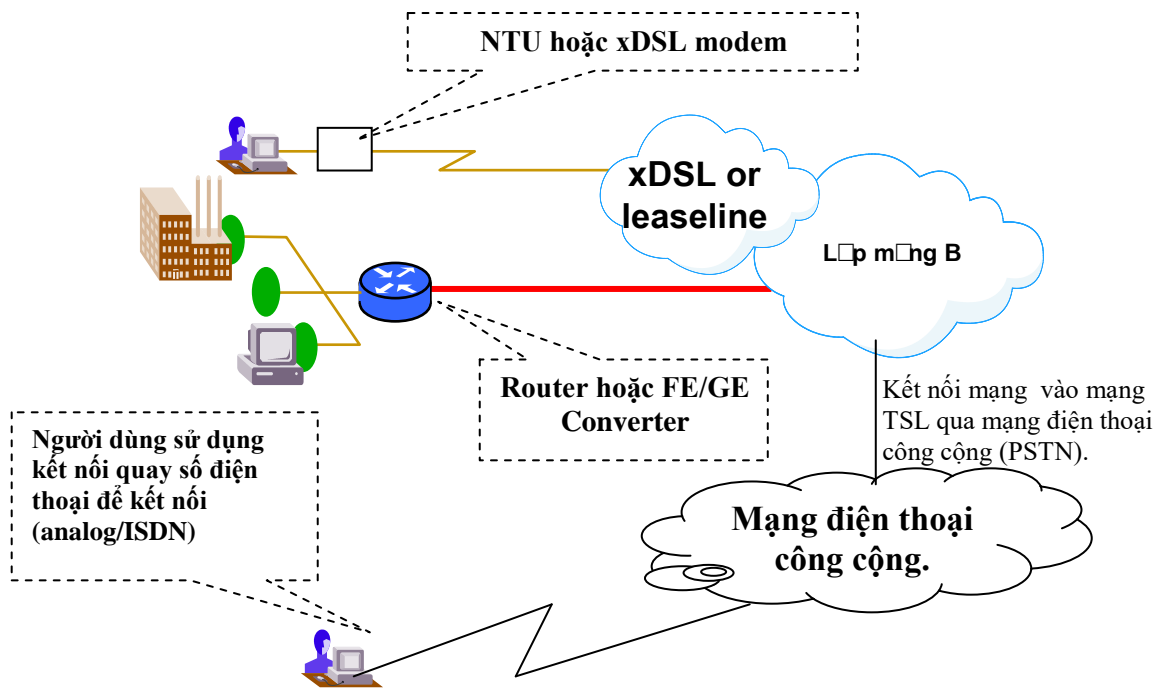 NTU hoặc xDSL modem
xDSL or
leaseline
L□p m□ng B
Router hoặc FE/GE
Converter
Kết nối mạng vào mạng
TSL qua mạng điện thoại
công cộng (PSTN).
Người dùng sử dụng
kết nối quay số điện
thoại để kết nối
(analog/ISDN)
Mạng điện thoại
công cộng.